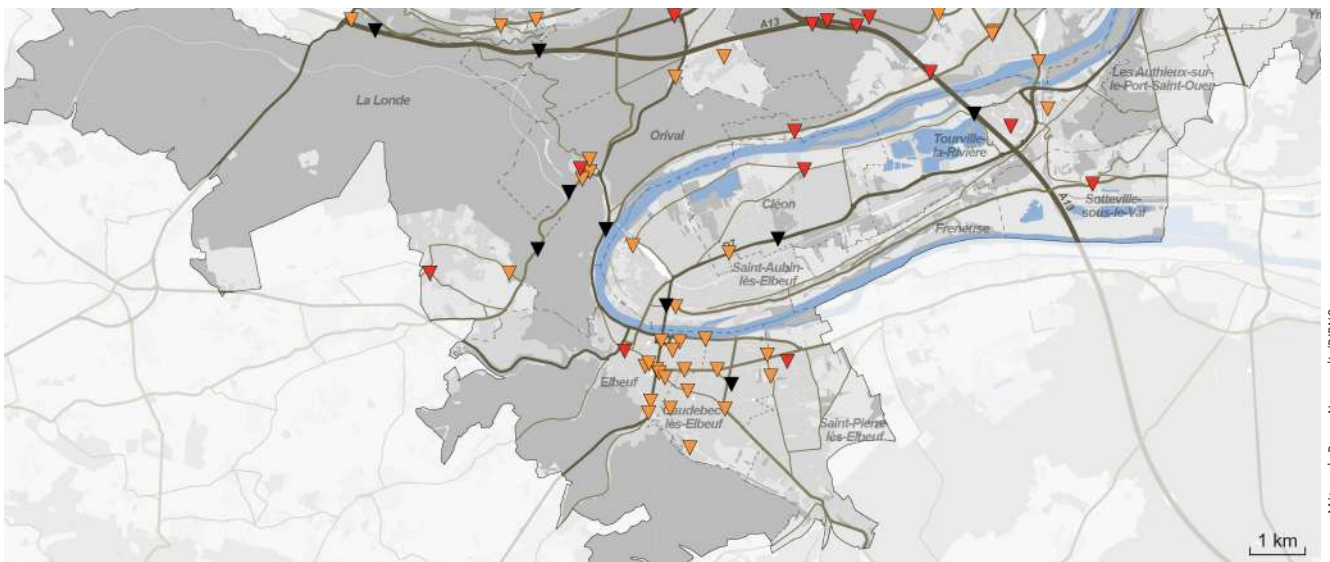 A13
Yn
Les Authieux-sur-
le-Port-Saint-Ouen
La Londe
Orival
Tourville-
la-Rivière
Cléon
Sotteville-
sous-le-Val
A13
Freneuse
Saint-Aubin-
lès-Elbeuf
Elbeuf
Caudebec-
lès-Elbeuf
Saint-Pierre-
lès-Elbeuf
1 km